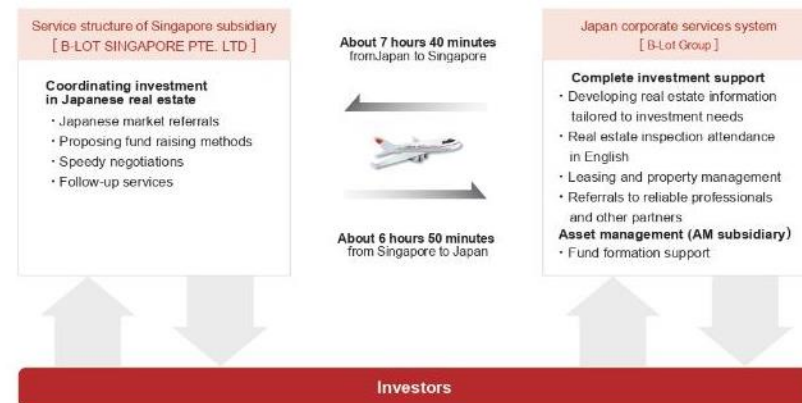 Service structure of Singapore subsidiary
[ B-LOT SINGAPORE PTE. LTD ]
Coordinating investment
in Japanese real estate
・Japanese market referrals
・Proposing fund raising methods
・Speedy negotiations
・Follow-up services
About 7 hours 40 minutes
fromJapan to Singapore
About 6 hours 50 minutes
from Singapore to Japan
Japan corporate services system
[ B-Lot Group ]
Complete investment support
・Developing real estate information
tailored to investment needs
・Real estate inspection attendance
in English
・Leasing and property management
・Referrals to reliable professionals
and other partners
Asset management (AM subsidiary)
・Fund formation support
Investors